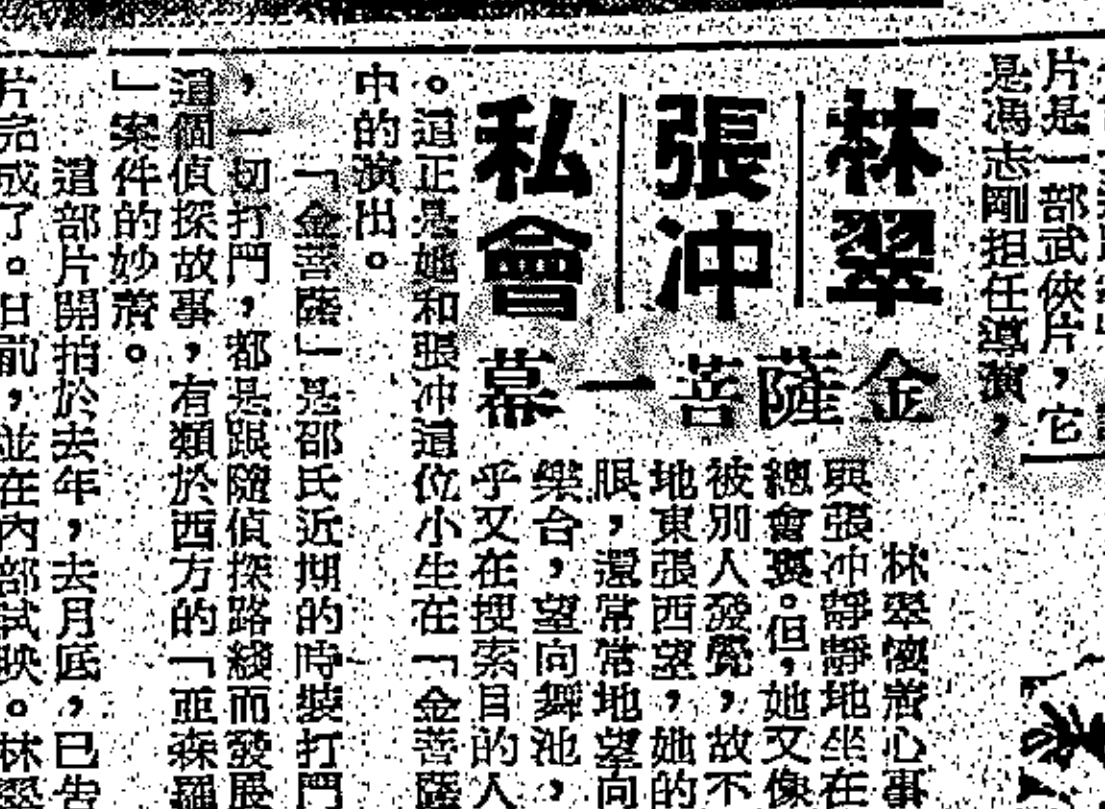 片是一部武俠片，它
是馮志剛担任導演，
林翠
張冲
私會
金薩菩一幕
林翠懷着心事
與張冲靜靜地坐在
總會裏。但，她又像
被別人發覺，故不
地東張西望，她的
眼，還常常地望向
樂台，望向舞池，
乎又在搜索目的人
。這正是她和張冲這位小生在「金菩薩
中的演出。
「金菩薩」是邵氏近期的時裝打鬥
，一切打鬥，都是跟隨偵探路綫而發展
這個偵探故事，有類於西方的「亜森羅
」案件的妙着。
這部片開拍於去年，去月底，已告
片完成了。日前，並在內部試映。林翠